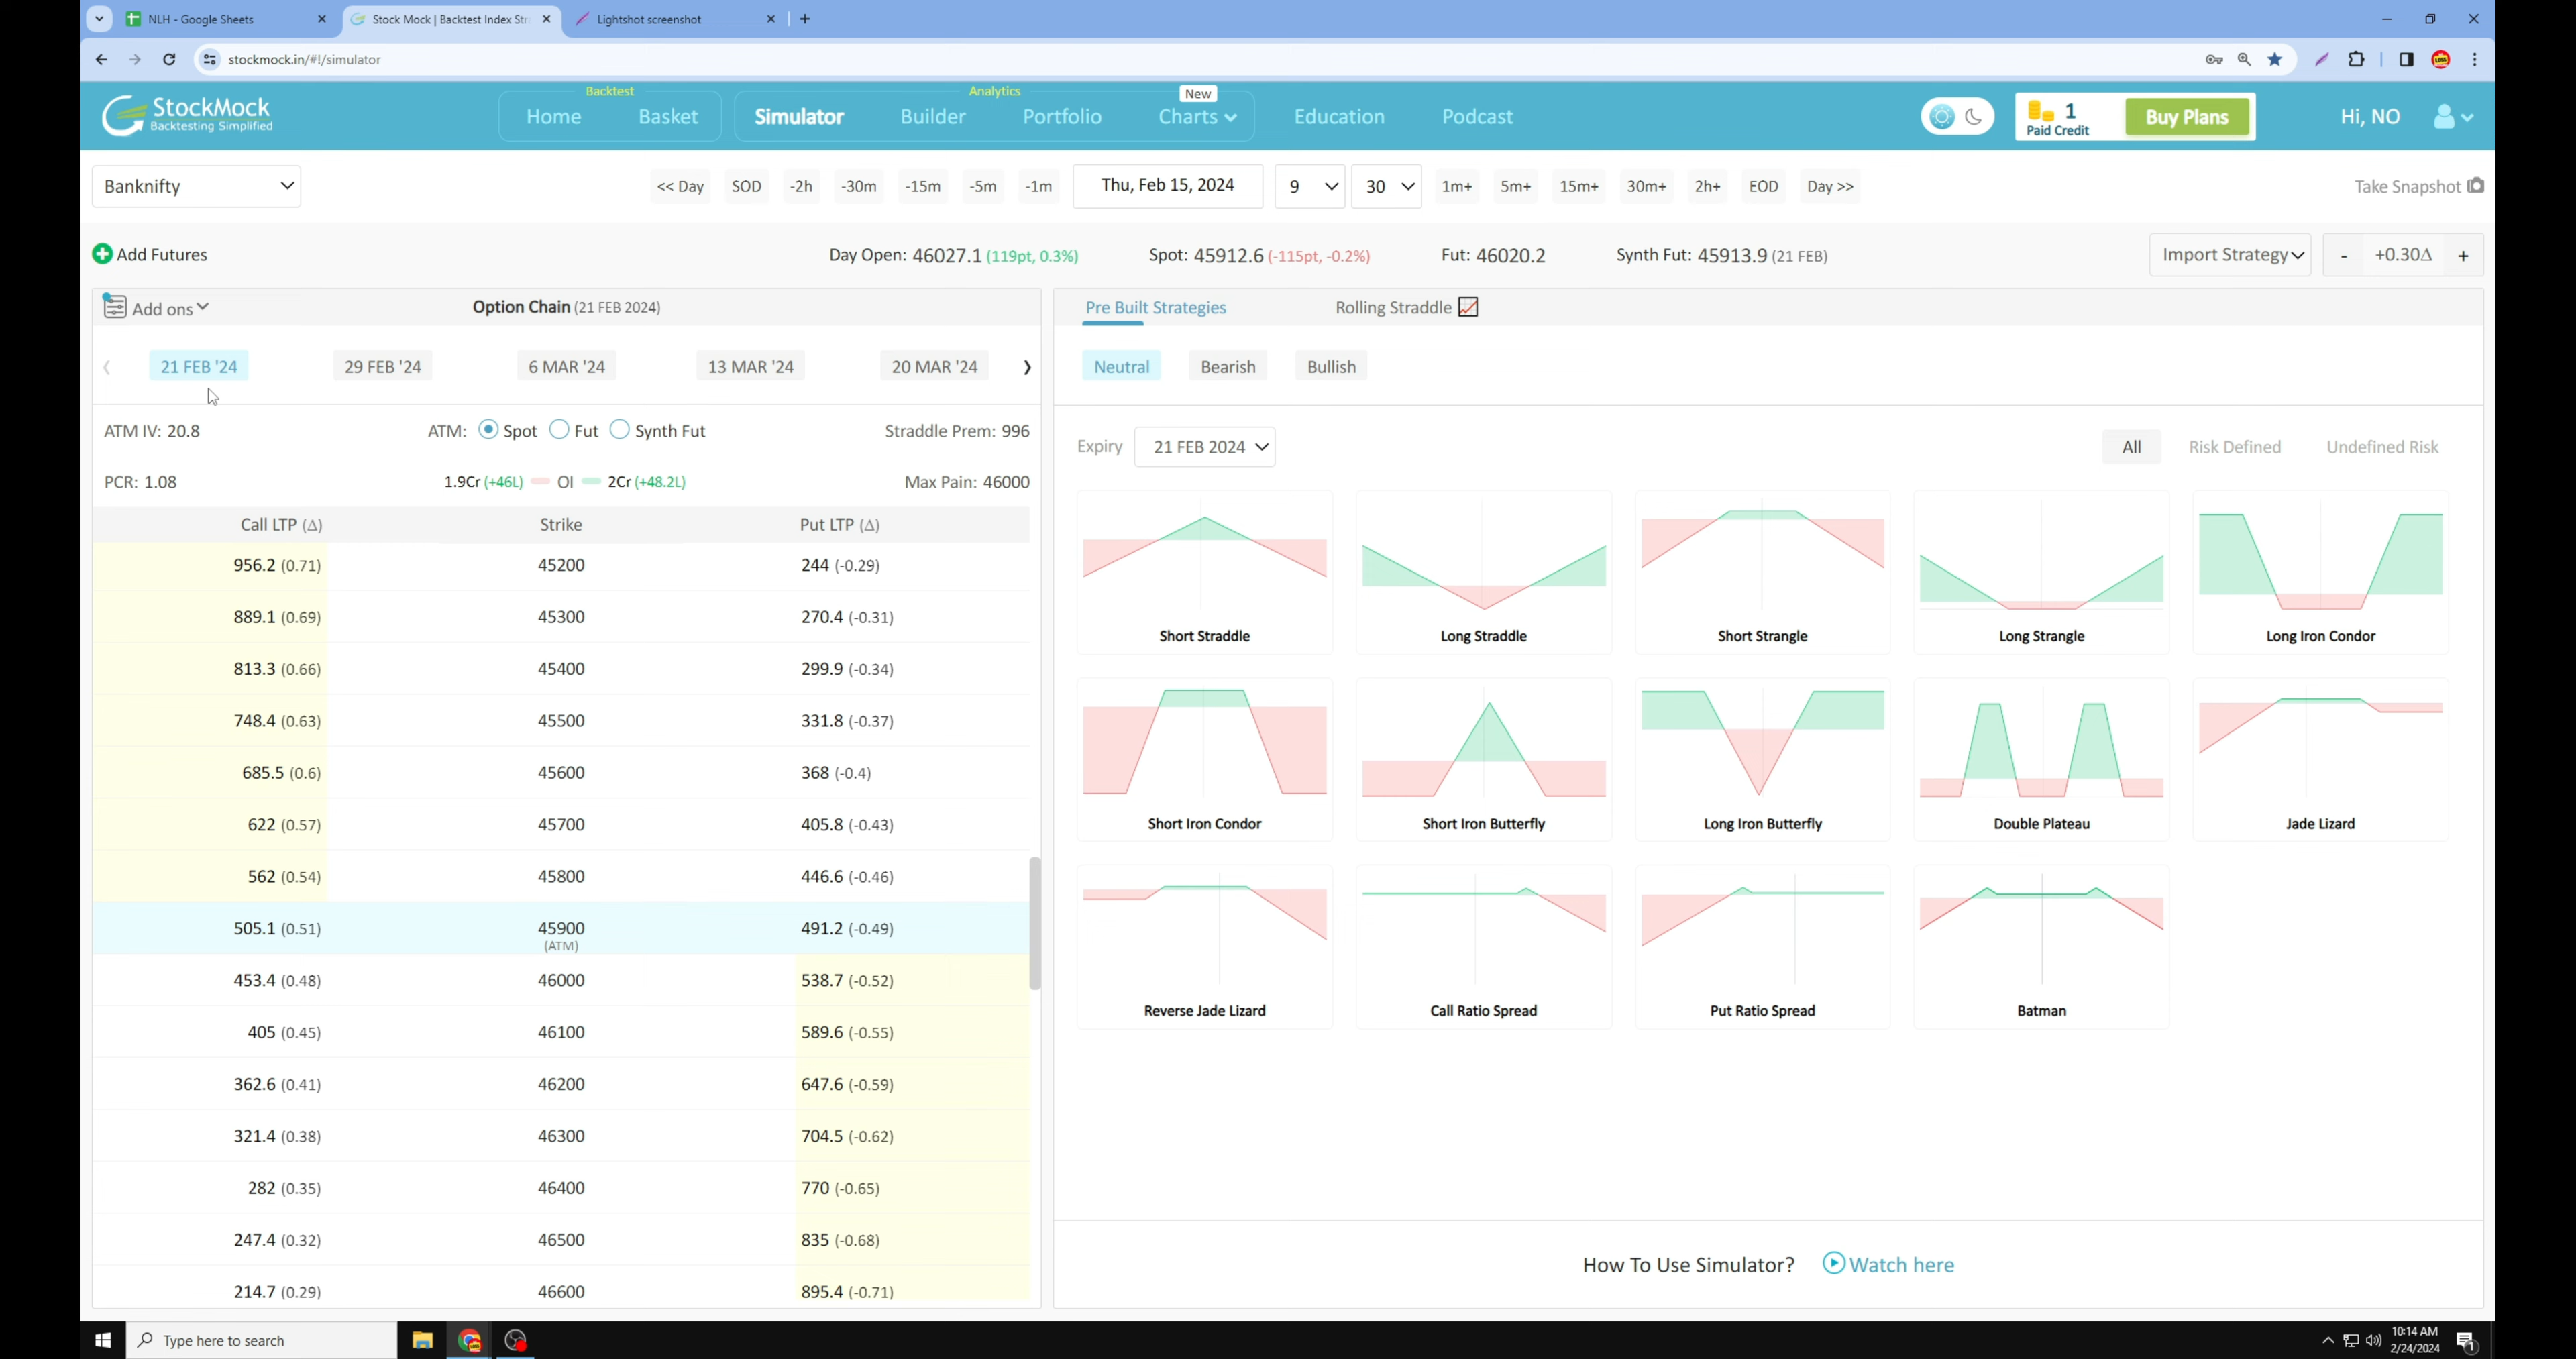 NLH - Google Sheets
Stock Mock | Backtest Index Str
Lightshot screenshot
stockmock.in/#!/simulator
StockMock
Backtesting Simplified
Backtest
Home Basket
Analytics
Simulator Builder Portfolio Charts
New
Education Podcast
1
Paid Credit
Buy Plans
Hi, NO
Banknifty
<< Day SOD -2h -30m -15m -5m -1m Thu, Feb 15, 2024 9 30 1m+ 5m+ 15m+ 30m+ 2h+ EOD Day >>
Take Snapshot
Add Futures
Day Open: 46027.1 (119pt, 0.3%) Spot: 45912.6 (-115pt, -0.2%) Fut: 46020.2 Synth Fut: 45913.9 (21 FEB)
Import Strategy - +0.30Δ +
Add ons Option Chain (21 FEB 2024)
21 FEB '24 29 FEB '24 6 MAR '24 13 MAR '24 20 MAR '24
ATM IV: 20.8 ATM: Spot Fut Synth Fut Straddle Prem: 996
PCR: 1.08 1.9Cr (+46L) OI 2Cr (+48.2L) Max Pain: 46000
Call LTP (Δ) Strike Put LTP (Δ)
956.2 (0.71) 45200 244 (-0.29)
889.1 (0.69) 45300 270.4 (-0.31)
813.3 (0.66) 45400 299.9 (-0.34)
748.4 (0.63) 45500 331.8 (-0.37)
685.5 (0.6) 45600 368 (-0.4)
622 (0.57) 45700 405.8 (-0.43)
562 (0.54) 45800 446.6 (-0.46)
505.1 (0.51) 45900 491.2 (-0.49)
(ATM)
453.4 (0.48) 46000 538.7 (-0.52)
405 (0.45) 46100 589.6 (-0.55)
362.6 (0.41) 46200 647.6 (-0.59)
321.4 (0.38) 46300 704.5 (-0.62)
282 (0.35) 46400 770 (-0.65)
247.4 (0.32) 46500 835 (-0.68)
214.7 (0.29) 46600 895.4 (-0.71)
Pre Built Strategies Rolling Straddle
Neutral Bearish Bullish
Expiry 21 FEB 2024 All Risk Defined Undefined Risk
Short Straddle Long Straddle Short Strangle Long Strangle Long Iron Condor
Short Iron Condor Short Iron Butterfly Long Iron Butterfly Double Plateau Jade Lizard
Reverse Jade Lizard Call Ratio Spread Put Ratio Spread Batman
How To Use Simulator? Watch here
Type here to search
10:14 AM
2/24/2024
1